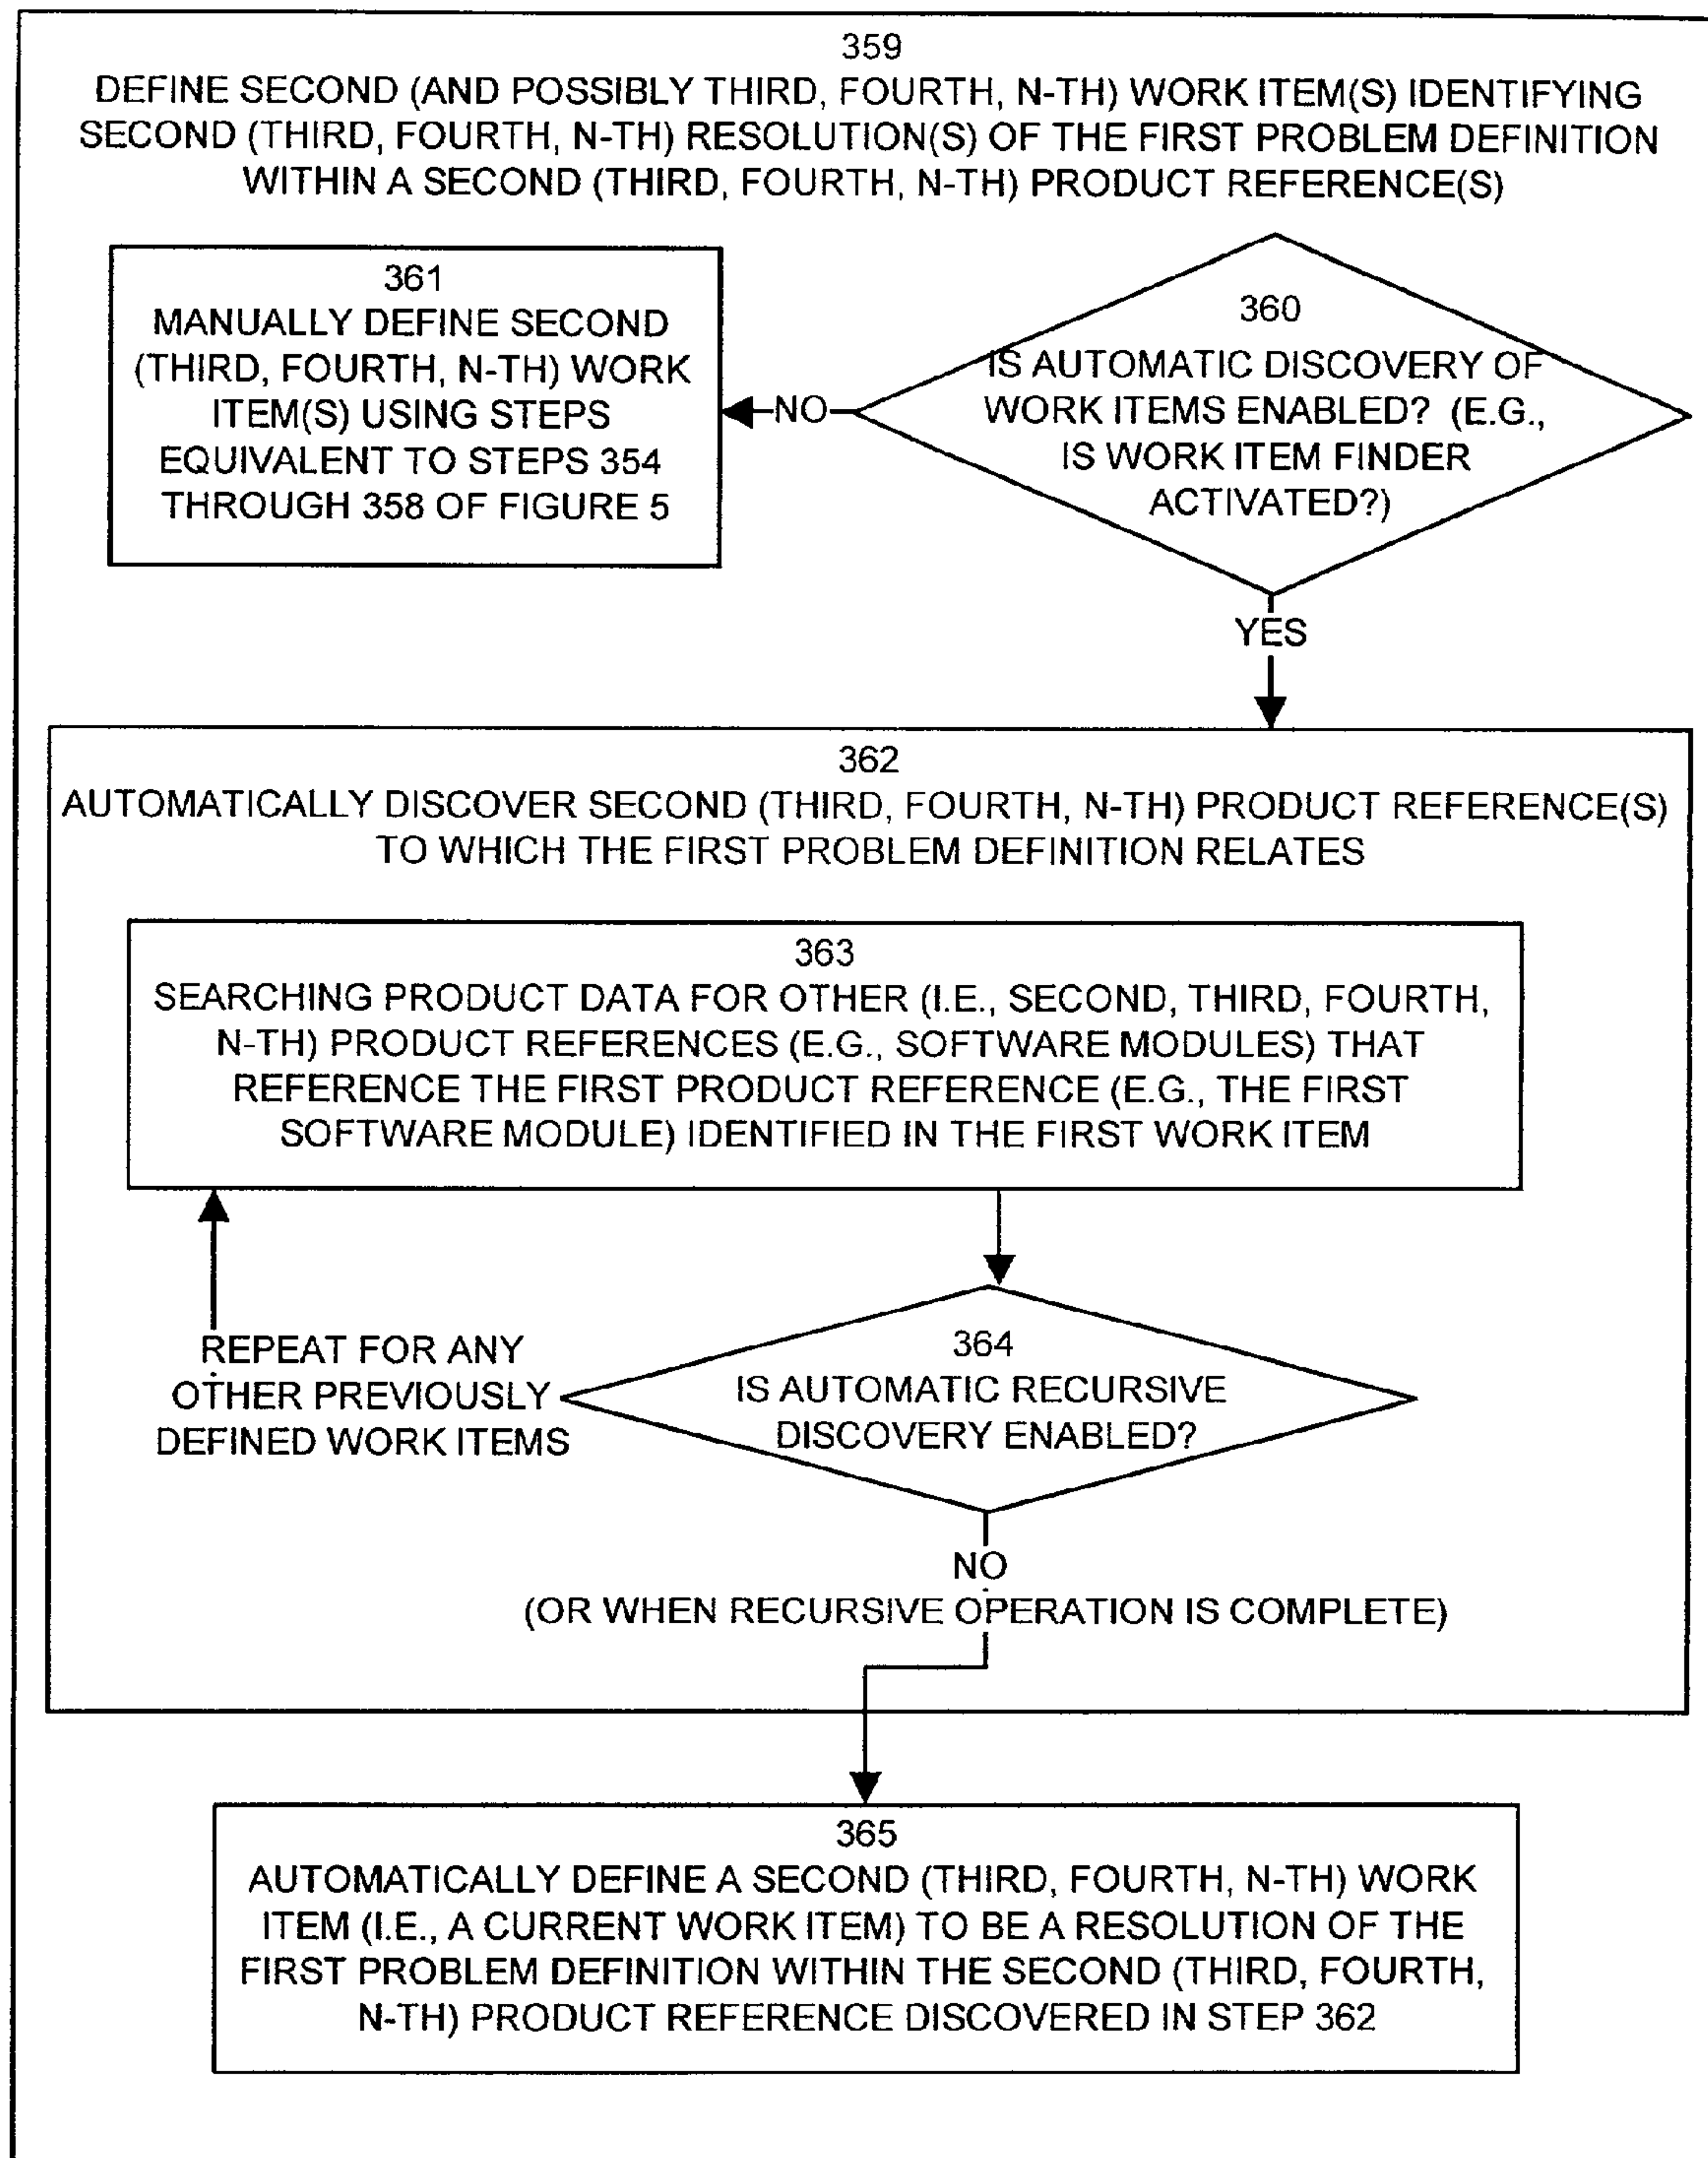 359
DEFINE SECOND (AND POSSIBLY THIRD, FOURTH, N-TH) WORK ITEM(S) IDENTIFYING
SECOND (THIRD, FOURTH, N-TH) RESOLUTION(S) OF THE FIRST PROBLEM DEFINITION
WITHIN A SECOND (THIRD, FOURTH, N-TH) PRODUCT REFERENCE(S)
361
MANUALLY DEFINE SECOND
(THIRD, FOURTH, N-TH) WORK
ITEM(S) USING STEPS
EQUIVALENT TO STEPS 354
THROUGH 358 OF FIGURE 5
NO
360
IS AUTOMATIC DISCOVERY OF
WORK ITEMS ENABLED? (E.G.,
IS WORK ITEM FINDER
ACTIVATED?)
YES
362
AUTOMATICALLY DISCOVER SECOND (THIRD, FOURTH, N-TH) PRODUCT REFERENCE(S)
TO WHICH THE FIRST PROBLEM DEFINITION RELATES
363
SEARCHING PRODUCT DATA FOR OTHER (I.E., SECOND, THIRD, FOURTH,
N-TH) PRODUCT REFERENCES (E.G., SOFTWARE MODULES) THAT
REFERENCE THE FIRST PRODUCT REFERENCE (E.G., THE FIRST
SOFTWARE MODULE) IDENTIFIED IN THE FIRST WORK ITEM
REPEAT FOR ANY
OTHER PREVIOUSLY
DEFINED WORK ITEMS
364
IS AUTOMATIC RECURSIVE
DISCOVERY ENABLED?
NO
(OR WHEN RECURSIVE OPERATION IS COMPLETE)
365
AUTOMATICALLY DEFINE A SECOND (THIRD, FOURTH, N-TH) WORK
ITEM (I.E., A CURRENT WORK ITEM) TO BE A RESOLUTION OF THE
FIRST PROBLEM DEFINITION WITHIN THE SECOND (THIRD, FOURTH,
N-TH) PRODUCT REFERENCE DISCOVERED IN STEP 362